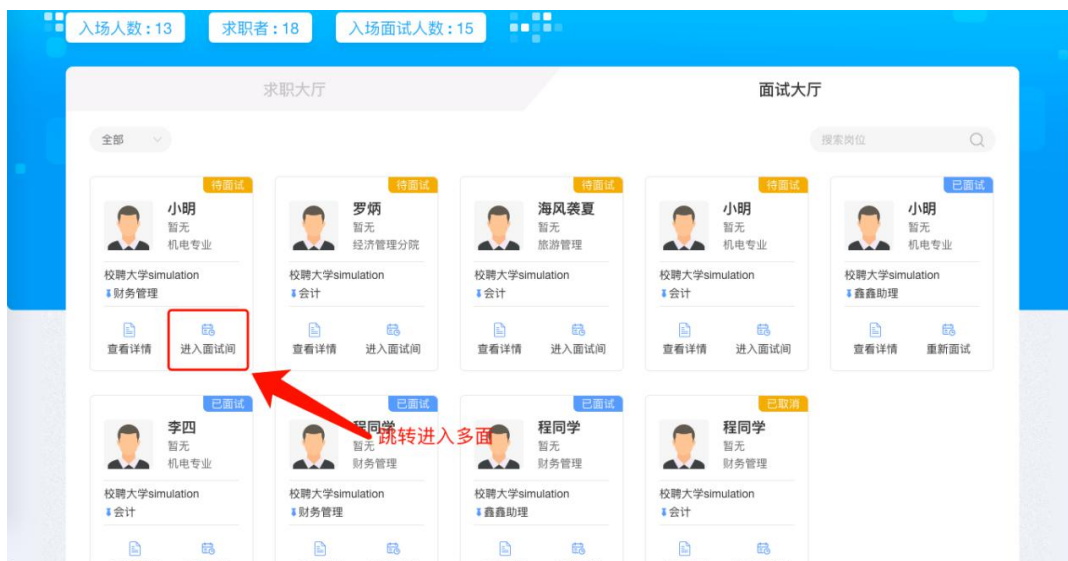 入场人数:13 求职者:18 入场面试人数:15
求职大厅 面试大厅
全部 搜索岗位
待面试 待面试 待面试 待面试 已面试
小明 罗炳 海风袭夏 小明 小明
暂无 暂无 暂无 暂无 暂无
机电专业 经济管理分院 旅游管理 机电专业 机电专业
校聘大学simulation 校聘大学simulation 校聘大学simulation 校聘大学simulation 校聘大学simulation
财务管理 会计 会计 会计 鑫鑫助理
查看详情 进入面试间 查看详情 进入面试间 查看详情 进入面试间 查看详情 进入面试间 查看详情 重新面试
已面试 已面试 已面试 已取消
李四 程同学 程同学 程同学
跳转进入多面
暂无 暂无 暂无 暂无
机电专业 财务管理 财务管理 财务管理
校聘大学simulation 校聘大学simulation 校聘大学simulation 校聘大学simulation
会计 财务管理 鑫鑫助理 会计